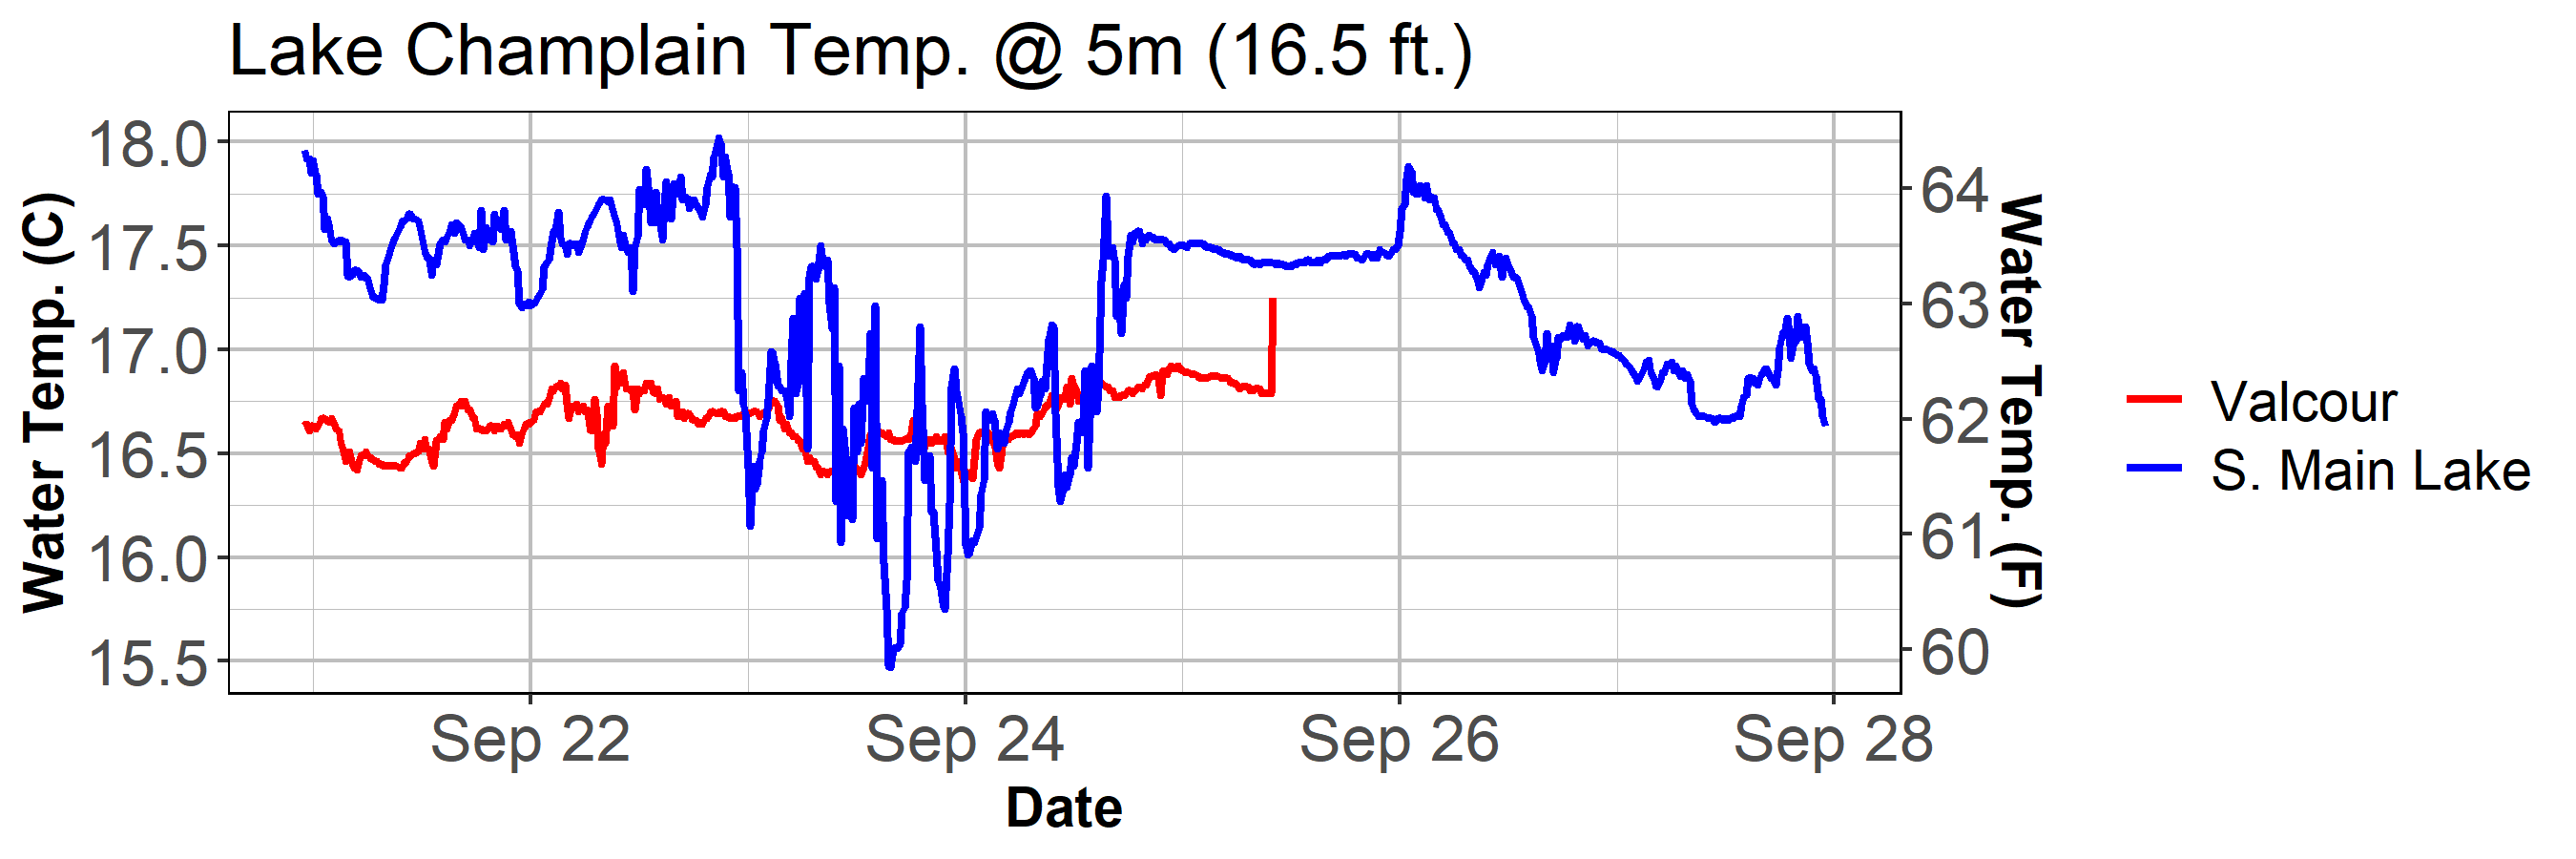 Lake Champlain Temp. @ 5m (16.5 ft.)
Water Temp. (C)
18.0
17.5
17.0
16.5
16.0
15.5
64
63
62
61
60
Water Temp. (F)
Sep 22 Sep 24 Sep 26 Sep 28
Date
Valcour
S. Main Lake